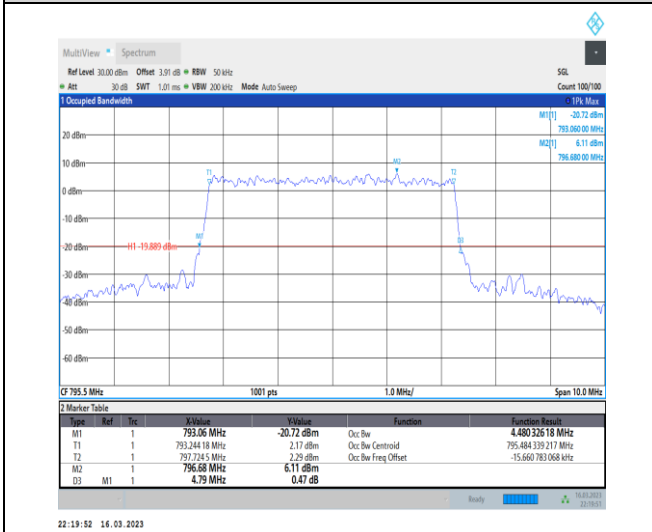 MultiView Spectrum
Ref Level 30.00 dBm Offset 3.91 dB RBW 50 kHz SGL
Att 30 dB SWT 1.01 ms VBW 200 kHz Mode Auto Sweep Count 100/100
1 Occupied Bandwidth 1Pk Max
M1[1] -20.72 dBm
793.060 00 MHz
20 dBm
M2[1] 6.11 dBm
796.680 00 MHz
10 dBm
T1 M2 T2
0 dBm
-10 dBm
M1 D3
-20 dBm H1 -19.889 dBm
-30 dBm
-40 dBm
-50 dBm
-60 dBm
CF 795.5 MHz 1001 pts 1.0 MHz/ Span 10.0 MHz
2 Marker Table
Type Ref Trc X-Value Y-Value Function Function Result
M1 1 793.06 MHz -20.72 dBm Occ Bw 4.480 326 18 MHz
T1 1 793.244 18 MHz 2.17 dBm Occ Bw Centroid 795.484 339 217 MHz
T2 1 797.724 5 MHz 2.29 dBm Occ Bw Freq Offset -15.660 783 068 kHz
M2 1 796.68 MHz 6.11 dBm
D3 M1 1 4.79 MHz 0.47 dB
Ready 16.03.2023
22:19:51
22:19:52 16.03.2023